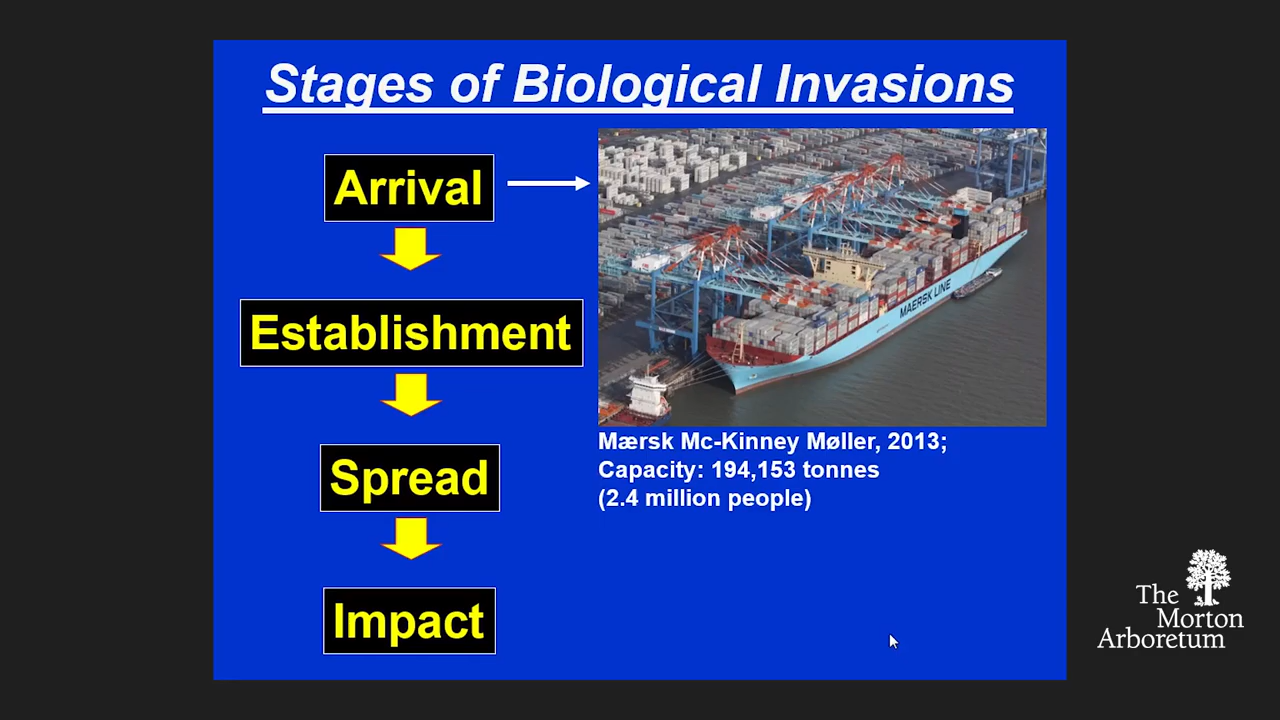 Stages of Biological Invasions
Arrival
Establishment
Spread
Impact
MAERSK LINE
Mærsk Mc-Kinney Møller, 2013;
Capacity: 194,153 tonnes
(2.4 million people)
The
Morton
Arboretum